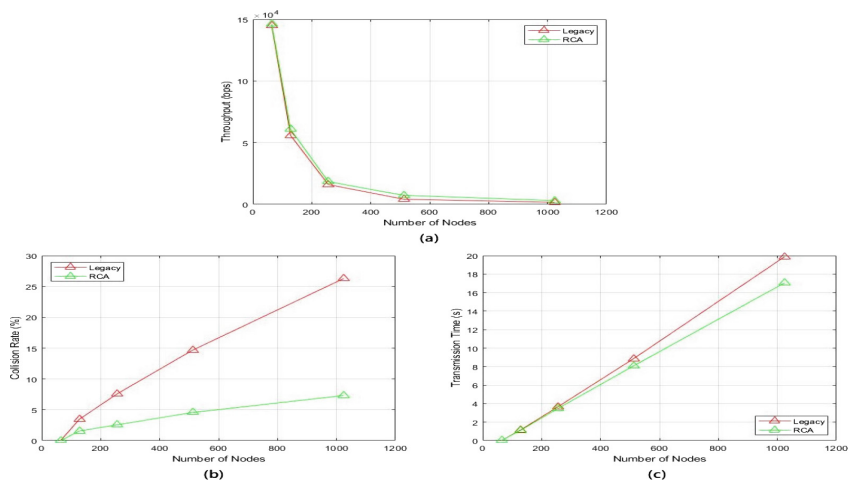 × 10⁴
15
10
5
0
0 200 400 600 800 1000 1200
Throughput (bps)
Number of Nodes
Legacy
RCA
(a)
30
25
20
15
10
5
0
0 200 400 600 800 1000 1200
Collision Rate (%)
Number of Nodes
Legacy
RCA
(b)
20
18
16
14
12
10
8
6
4
2
0
0 200 400 600 800 1000 1200
Transmission Time (s)
Number of Nodes
Legacy
RCA
(c)